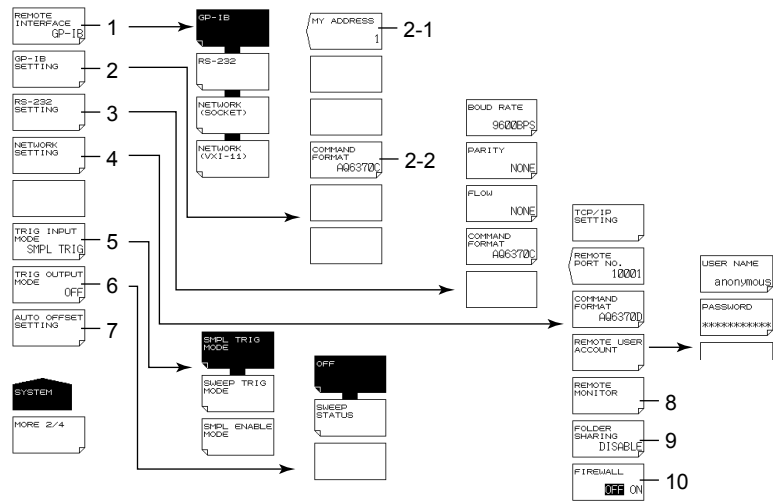 REMOTE
INTERFACE
GP-IB
1
GP-IB
SETTING
2
RS-232
SETTING
3
NETWORK
SETTING
4
TRIG INPUT
MODE
SMPL TRIG
5
TRIG OUTPUT
MODE
OFF
6
AUTO OFFSET
SETTING
7
SYSTEM
MORE 2/4
GP-IB
RS-232
NETWORK
(SOCKET)
NETWORK
(VXI-11)
MY ADDRESS
1
2-1
COMMAND
FORMAT
AQ6370C
2-2
BOUD RATE
9600BPS
PARITY
NONE
FLOW
NONE
COMMAND
FORMAT
AQ6370C
SMPL TRIG
MODE
SWEEP TRIG
MODE
SMPL ENABLE
MODE
OFF
SWEEP
STATUS
TCP/IP
SETTING
REMOTE
PORT NO.
10001
COMMAND
FORMAT
AQ6370D
REMOTE USER
ACCOUNT
REMOTE
MONITOR
8
FOLDER
SHARING
DISABLE
9
FIREWALL
OFF ON
10
USER NAME
anonymous
PASSWORD
***********